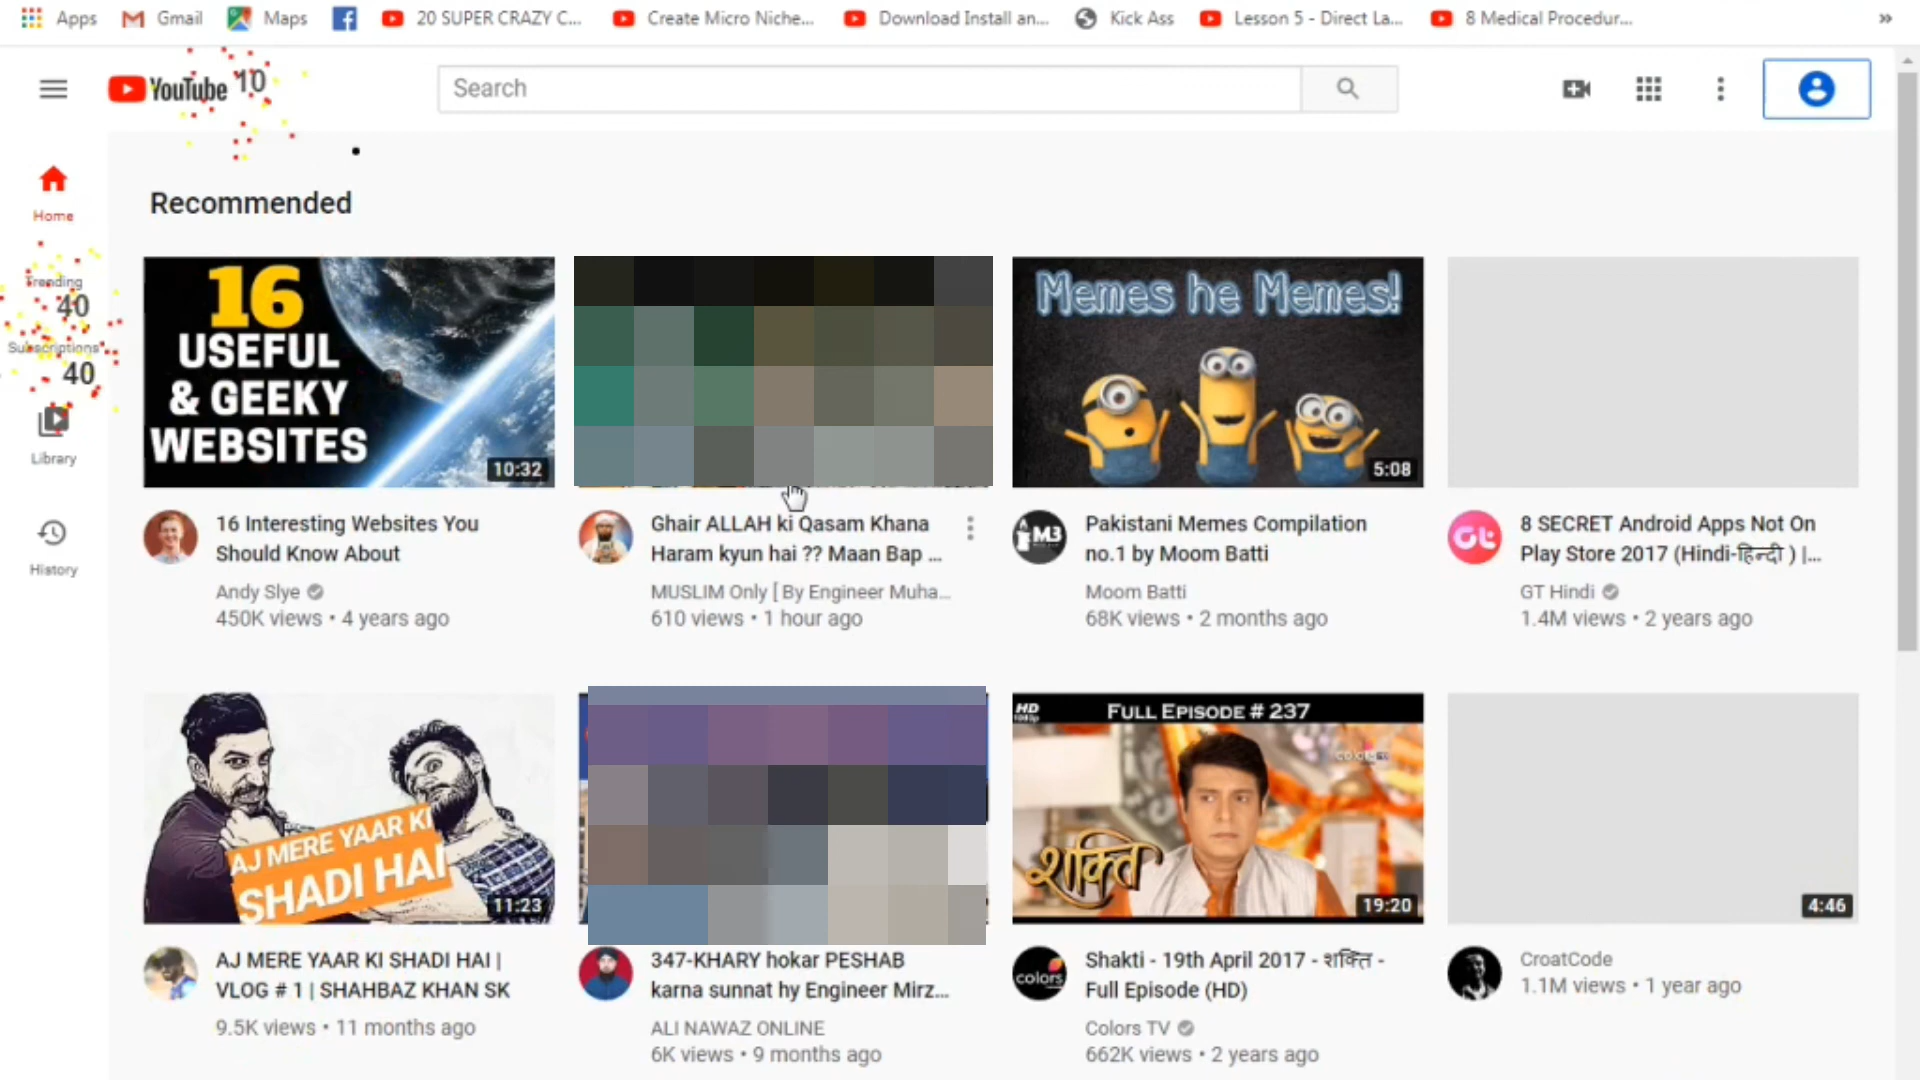 Apps Gmail Maps 20 SUPER CRAZY C... Create Micro Niche... Download Install an... Kick Ass Lesson 5 - Direct La... 8 Medical Procedur... »
YouTube 10
Search
Home
Trending
40
Subscriptions
40
Library
History
Recommended
16
USEFUL
& GEEKY
WEBSITES
10:32
Memes he Memes!
5:08
16 Interesting Websites You
Should Know About
Andy Slye
450K views • 4 years ago
Ghair ALLAH ki Qasam Khana
Haram kyun hai ?? Maan Bap ...
MUSLIM Only [ By Engineer Muha...
610 views • 1 hour ago
M3
Pakistani Memes Compilation
no.1 by Moom Batti
Moom Batti
68K views • 2 months ago
GT
8 SECRET Android Apps Not On
Play Store 2017 (Hindi-हिन्दी ) |...
GT Hindi
1.4M views • 2 years ago
AJ MERE YAAR KI
SHADI HAI
11:23
HD
1080p
FULL EPISODE # 237
colors
शक्ति
19:20
4:46
AJ MERE YAAR KI SHADI HAI |
VLOG # 1 | SHAHBAZ KHAN SK
9.5K views • 11 months ago
347-KHARY hokar PESHAB
karna sunnat hy Engineer Mirz...
ALI NAWAZ ONLINE
6K views • 9 months ago
colors
Shakti - 19th April 2017 - शक्ति -
Full Episode (HD)
Colors TV
662K views • 2 years ago
CroatCode
1.1M views • 1 year ago